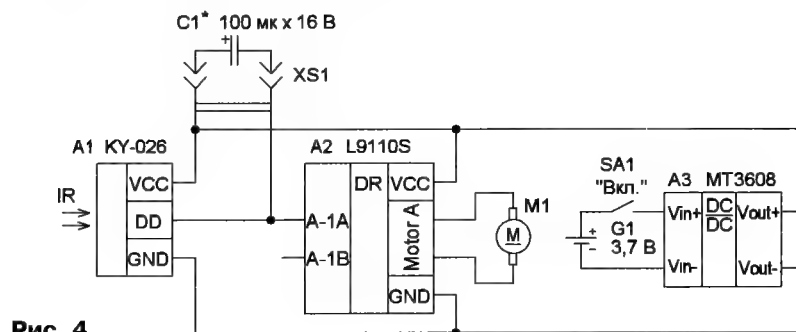 C1* 100 мк x 16 В
+
XS1
A1 KY-026
A2 L9110S
IR
VCC
DD
GND
DR
VCC
A-1A
A-1B
Motor A
GND
M1
M
SA1
"Вкл."
G1
3,7 В
+
−
A3 MT3608
Vin+
Vin-
DC
DC
Vout+
Vout-
Рис. 4